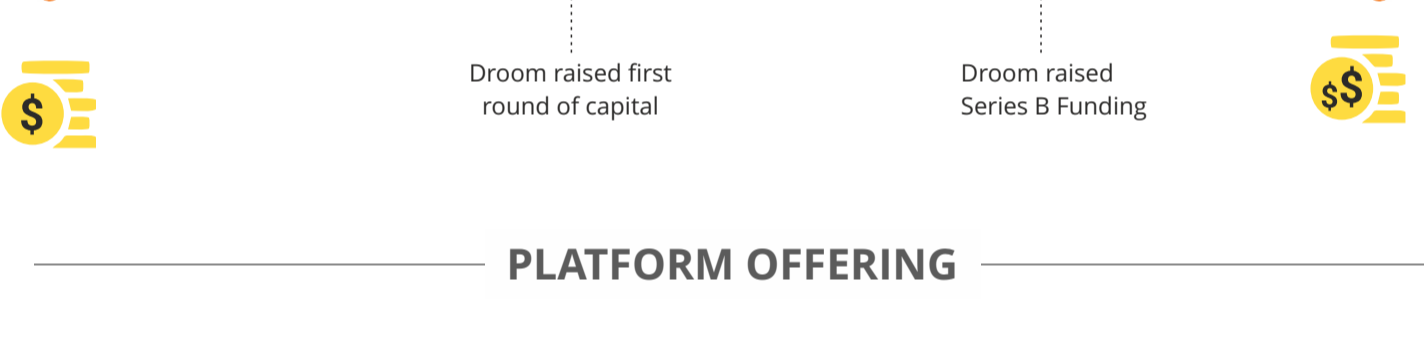 Droom raised first
round of capital
Droom raised
Series B Funding
$
$$
PLATFORM OFFERING